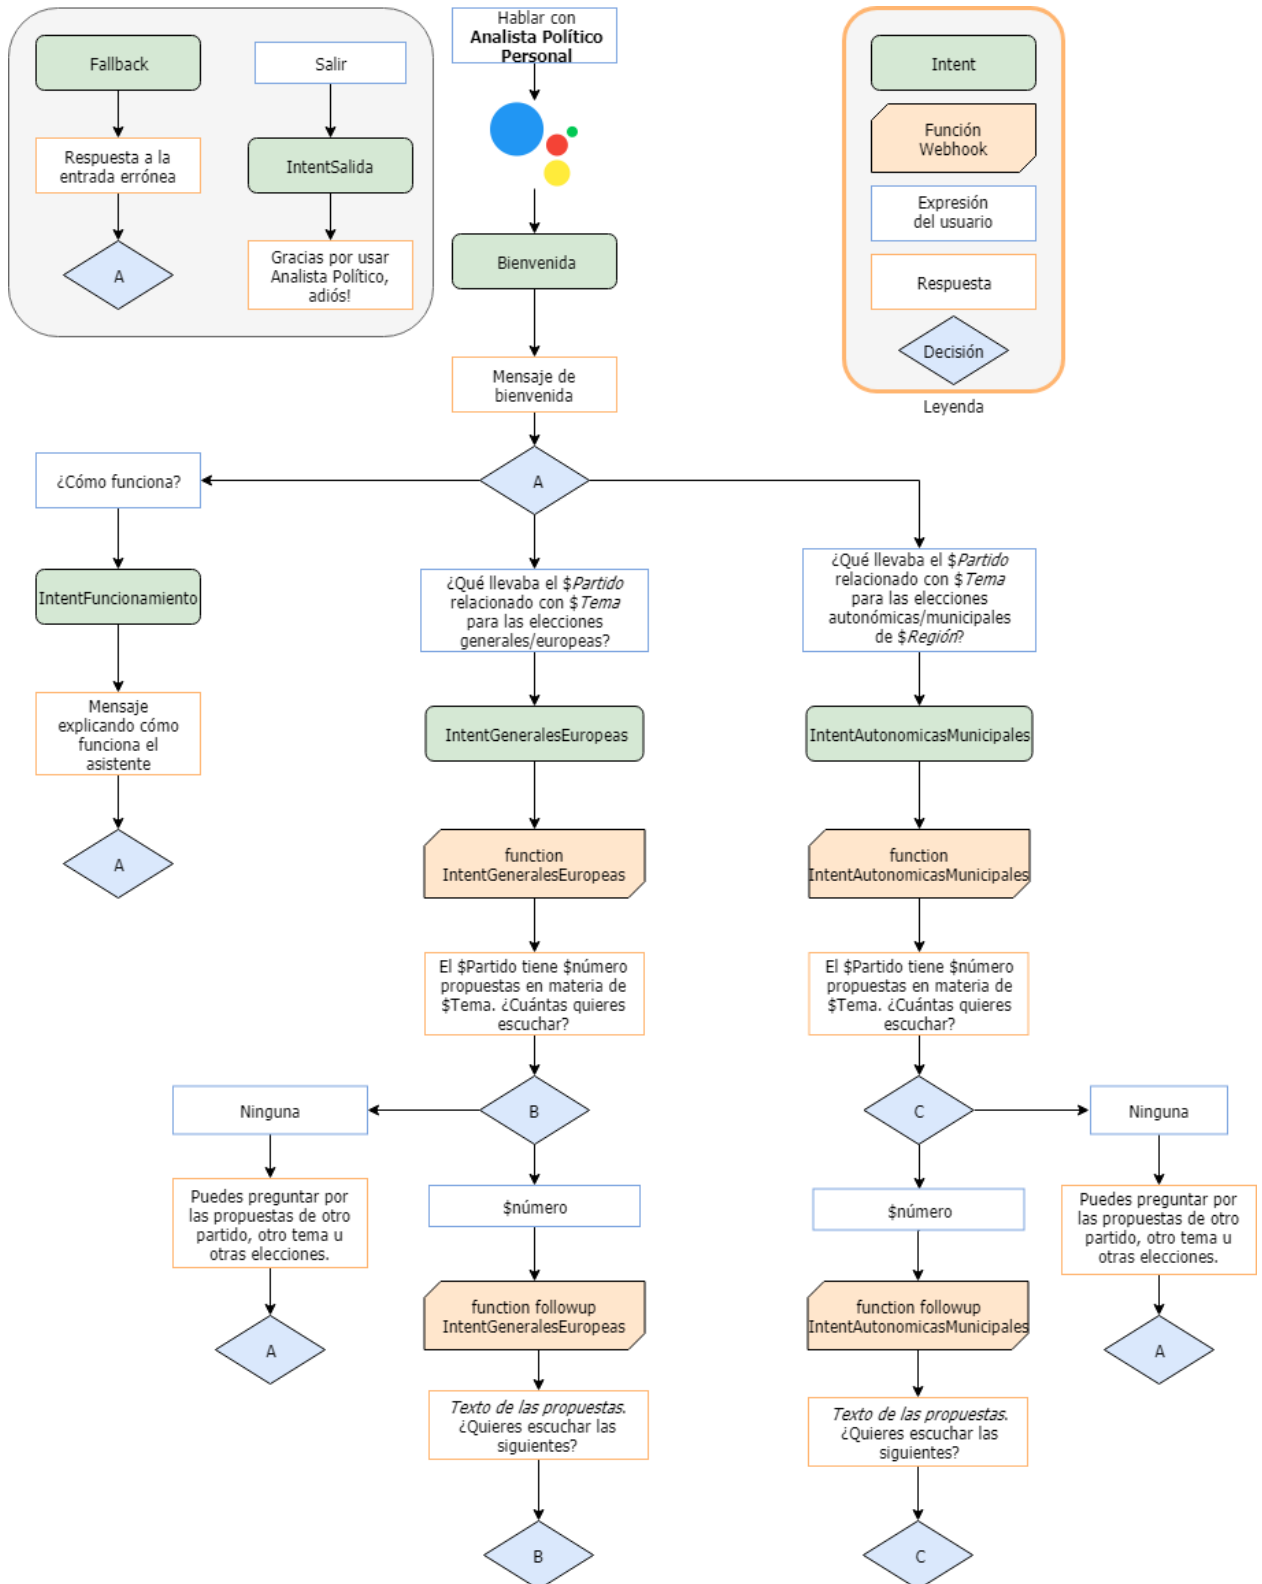 Fallback
Respuesta a la
entrada errónea
A
Salir
IntentSalida
Gracias por usar
Analista Político,
adiós!
Hablar con
Analista Político
Personal
Bienvenida
Mensaje de
bienvenida
A
Intent
Función
Webhook
Expresión
del usuario
Respuesta
Decisión
Leyenda
¿Cómo funciona?
IntentFuncionamiento
Mensaje
explicando cómo
funciona el
asistente
A
¿Qué llevaba el $Partido
relacionado con $Tema
para las elecciones
generales/europeas?
IntentGeneralesEuropeas
function
IntentGeneralesEuropeas
El $Partido tiene $número
propuestas en materia de
$Tema. ¿Cuántas quieres
escuchar?
B
Ninguna
Puedes preguntar por
las propuestas de otro
partido, otro tema u
otras elecciones.
A
$número
function followup
IntentGeneralesEuropeas
Texto de las propuestas.
¿Quieres escuchar las
siguientes?
B
¿Qué llevaba el $Partido
relacionado con $Tema
para las elecciones
autonómicas/municipales
de $Región?
IntentAutonomicasMunicipales
function
IntentAutonomicasMunicipales
El $Partido tiene $número
propuestas en materia de
$Tema. ¿Cuántas quieres
escuchar?
C
Ninguna
Puedes preguntar por
las propuestas de otro
partido, otro tema u
otras elecciones.
A
$número
function followup
IntentAutonomicasMunicipales
Texto de las propuestas.
¿Quieres escuchar las
siguientes?
C